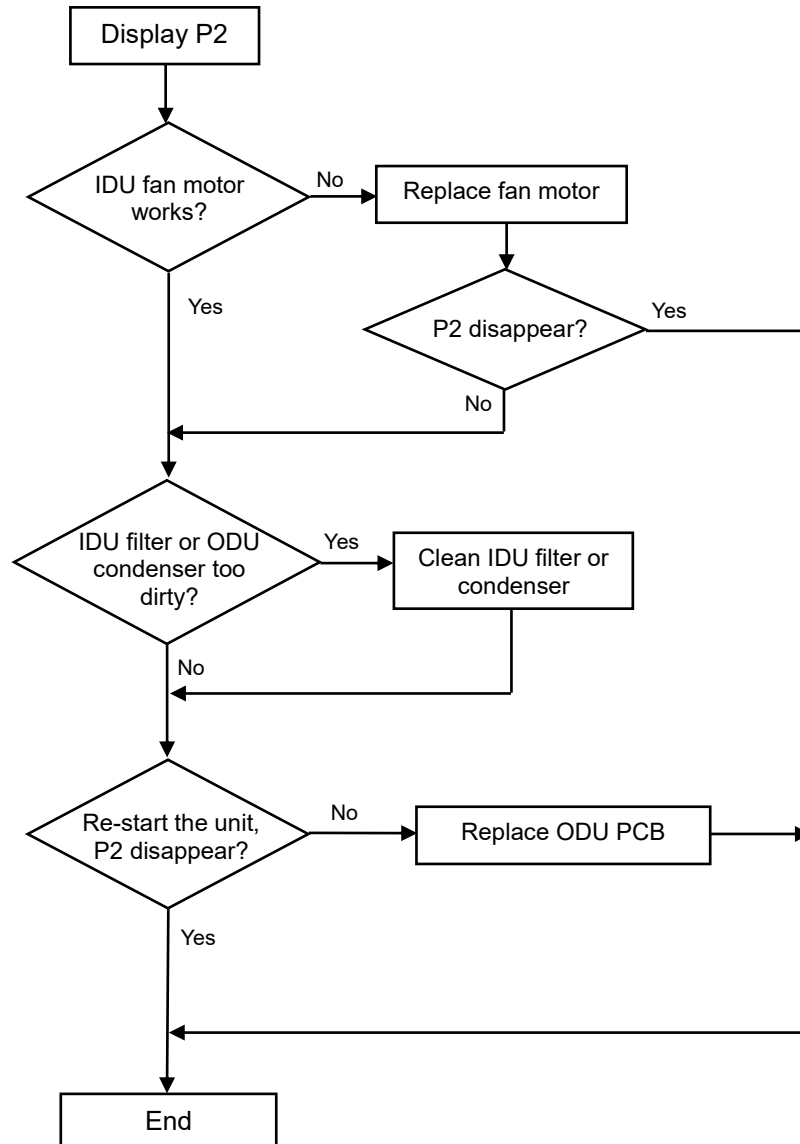 Display P2
IDU fan motor
works?
No
Replace fan motor
Yes
P2 disappear?
Yes
No
IDU filter or ODU
condenser too
dirty?
Yes
Clean IDU filter or
condenser
No
Re-start the unit,
P2 disappear?
No
Replace ODU PCB
Yes
End